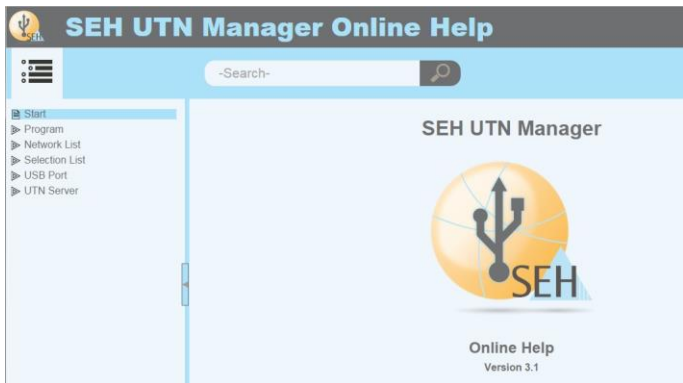 SEH
SEH UTN Manager Online Help
-Search-
Start
Program
Network List
Selection List
USB Port
UTN Server
SEH UTN Manager
SEH
Online Help
Version 3.1